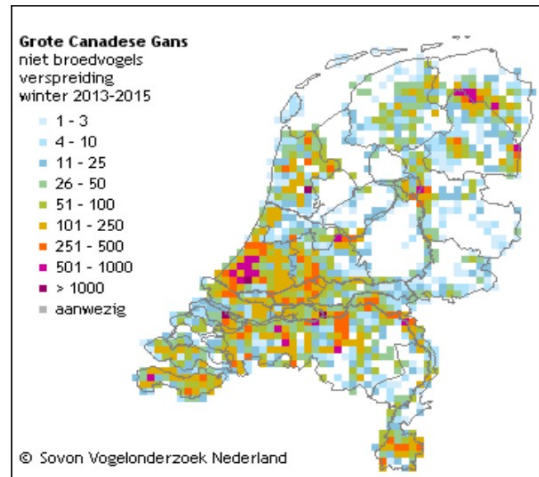 Grote Canadese Gans
niet broedvogels
verspreiding
winter 2013-2015
1 - 3
4 - 10
11 - 25
26 - 50
51 - 100
101 - 250
251 - 500
501 - 1000
> 1000
aanwezig
© Sovon Vogelonderzoek Nederland